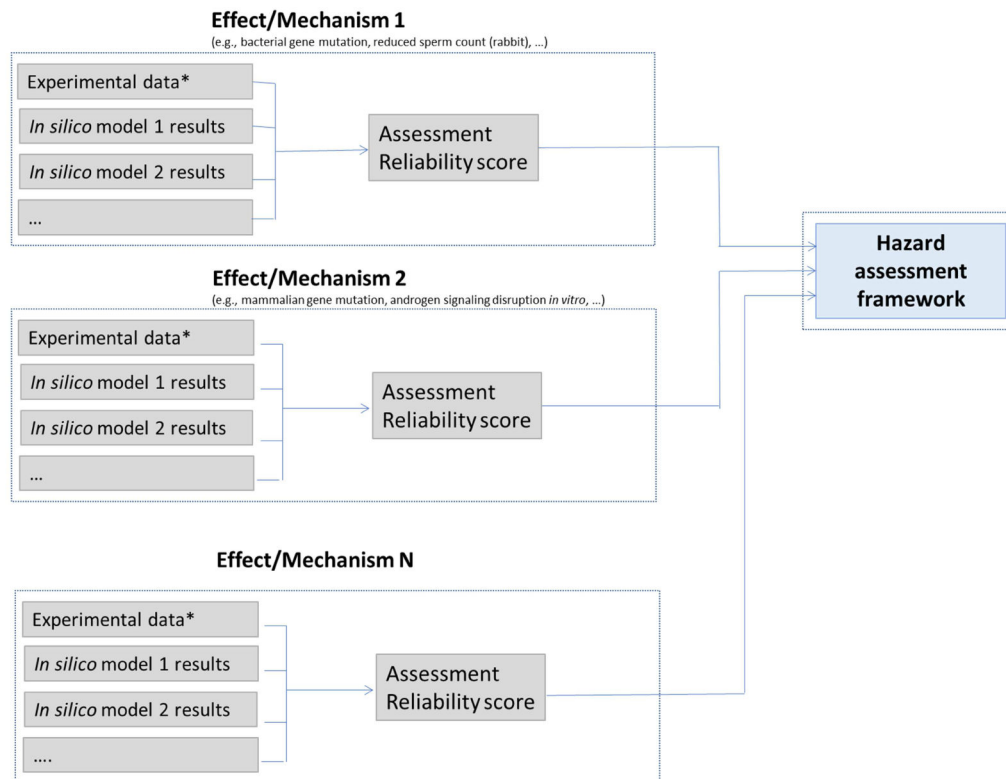 Effect/Mechanism 1
(e.g., bacterial gene mutation, reduced sperm count (rabbit), ...)
Experimental data*
In silico model 1 results
In silico model 2 results
...
Assessment
Reliability score
Effect/Mechanism 2
(e.g., mammalian gene mutation, androgen signaling disruption in vitro, ...)
Experimental data*
In silico model 1 results
In silico model 2 results
...
Assessment
Reliability score
Effect/Mechanism N
Experimental data*
In silico model 1 results
In silico model 2 results
....
Assessment
Reliability score
Hazard
assessment
framework